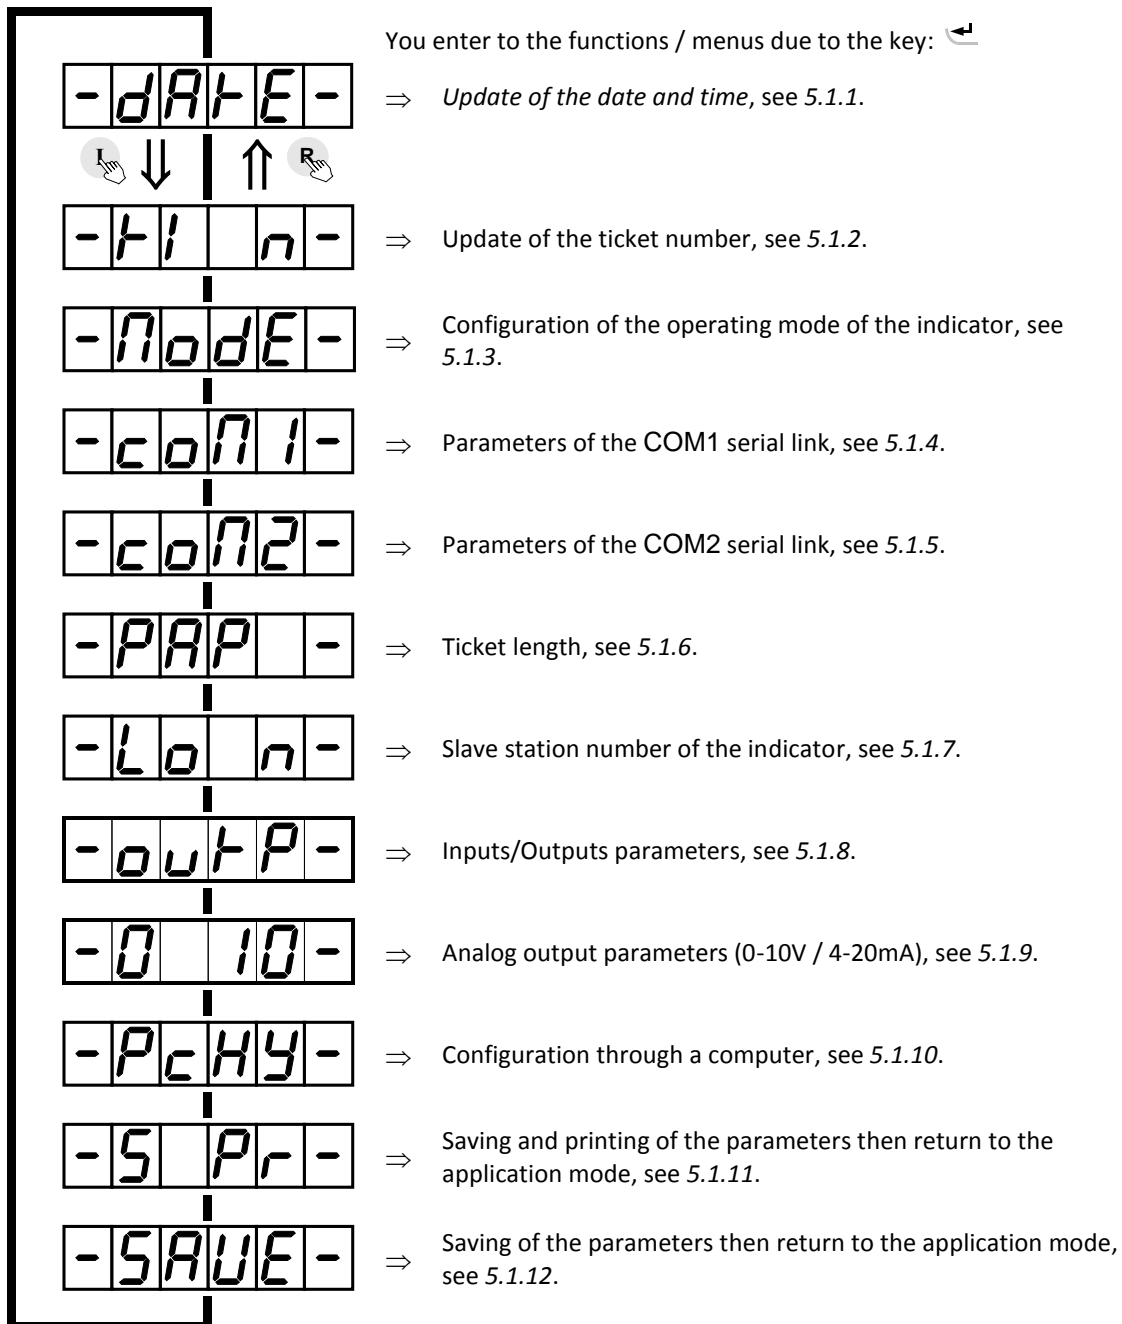 You enter to the functions / menus due to the key:
-dAtE-
⇒ Update of the date and time, see 5.1.1.
I ⇓ ⇑ R
-tI n-
⇒ Update of the ticket number, see 5.1.2.
-ModE-
⇒ Configuration of the operating mode of the indicator, see
5.1.3.
-coM1-
⇒ Parameters of the COM1 serial link, see 5.1.4.
-coM2-
⇒ Parameters of the COM2 serial link, see 5.1.5.
-PAP -
⇒ Ticket length, see 5.1.6.
-Lo n-
⇒ Slave station number of the indicator, see 5.1.7.
-outP-
⇒ Inputs/Outputs parameters, see 5.1.8.
-0 10-
⇒ Analog output parameters (0-10V / 4-20mA), see 5.1.9.
-PcHY-
⇒ Configuration through a computer, see 5.1.10.
-S Pr-
⇒ Saving and printing of the parameters then return to the
application mode, see 5.1.11.
-SAUE-
⇒ Saving of the parameters then return to the application mode,
see 5.1.12.